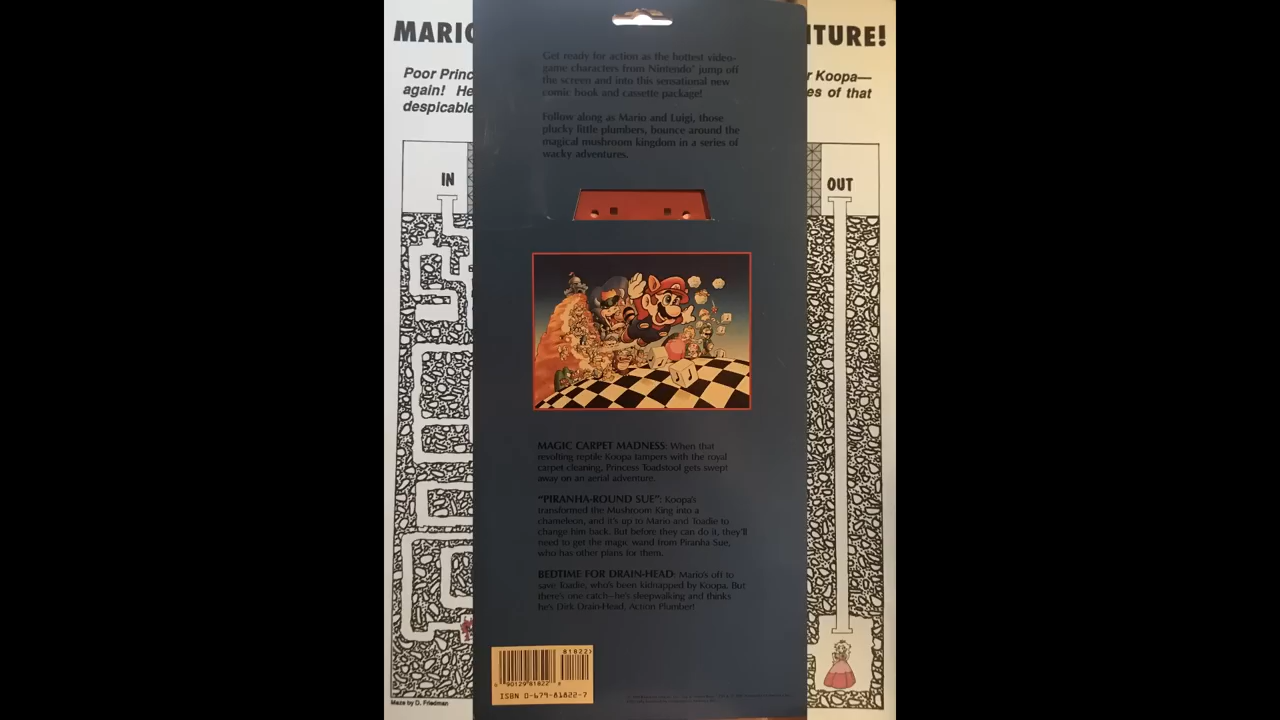 MARIO
TURE!
Poor Princ
again! He
despicable
r Koopa—
es of that
IN
OUT
Get ready for action as the hottest video-
game characters from Nintendo® jump off
the screen and into this sensational new
comic book and cassette package!
Follow along as Mario and Luigi, those
plucky little plumbers, bounce around the
magical mushroom kingdom in a series of
wacky adventures.
MAGIC CARPET MADNESS: When that
revolting reptile Koopa tampers with the royal
carpet-cleaning, Princess Toadstool gets swept
away on an aerial adventure.
"PIRANHA-ROUND SUE": Koopa's
transformed the Mushroom King into a
chameleon, and it's up to Mario and Toadie to
change him back. But before they can do it, they'll
need to get the magic wand from Piranha Sue,
who has other plans for them.
BEDTIME FOR DRAIN-HEAD: Mario's off to
save Toadie, who's been kidnapped by Koopa. But
there's one catch—he's sleepwalking and thinks
he's Dirk Drain-Head, Action Plumber!
81822>
90129"81822
ISBN 0-679-81822-7
Maze by D. Friedman